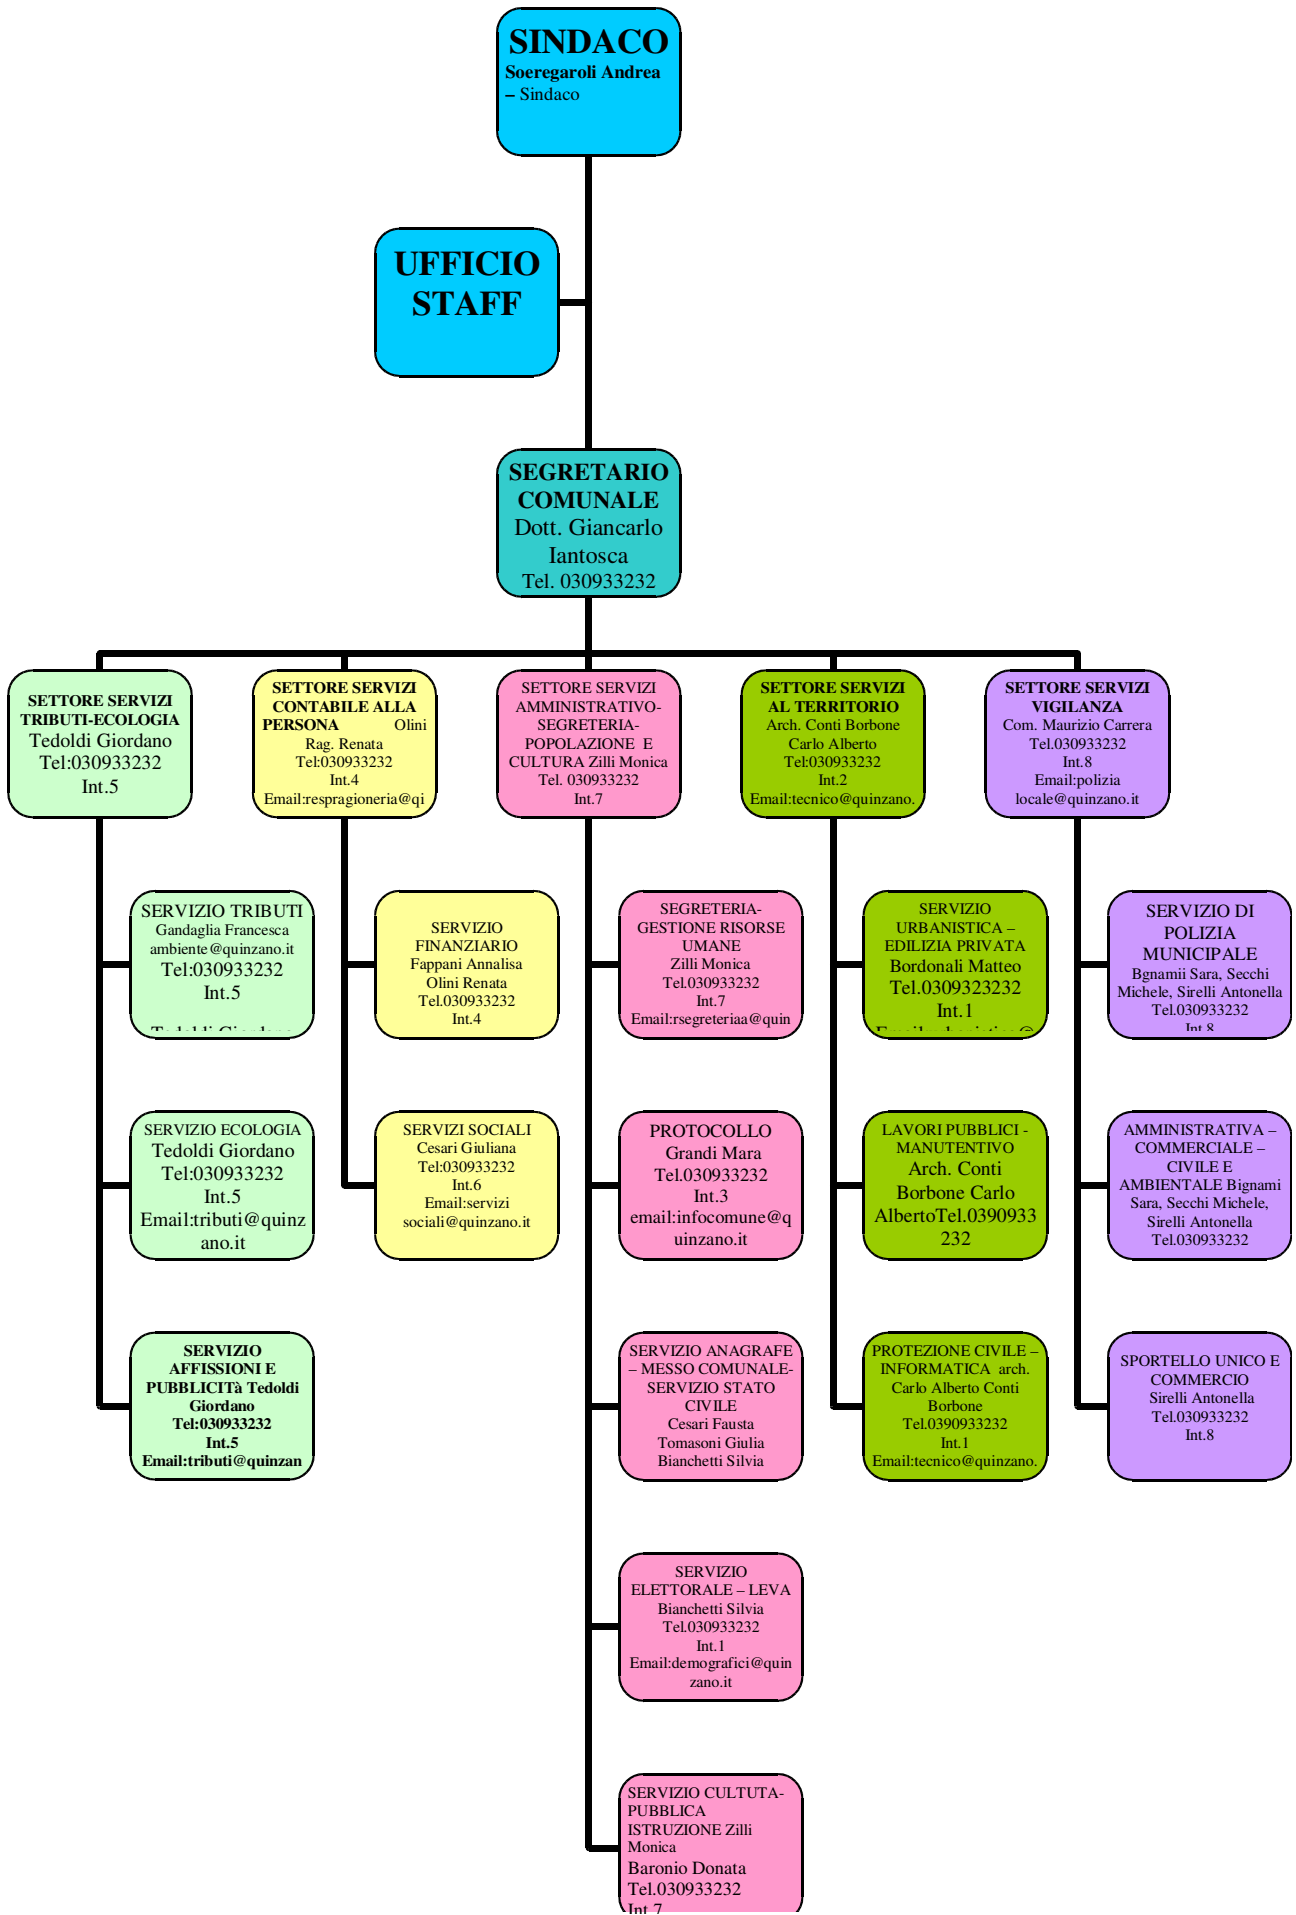 SINDACO
Soeregaroli Andrea
– Sindaco
UFFICIO
STAFF
SEGRETARIO
COMUNALE
Dott. Giancarlo
Iantosca
Tel. 030933232
SETTORE SERVIZI
TRIBUTI-ECOLOGIA
Tedoldi Giordano
Tel:030933232
Int.5
SETTORE SERVIZI
CONTABILE ALLA
PERSONA Olini
Rag. Renata
Tel:030933232
Int.4
Email:respragioneria@qi
SETTORE SERVIZI
AMMINISTRATIVO-
SEGRETERIA-
POPOLAZIONE E
CULTURA Zilli Monica
Tel. 030933232
Int.7
SETTORE SERVIZI
AL TERRITORIO
Arch. Conti Borbone
Carlo Alberto
Tel:030933232
Int.2
Email:tecnico@quinzano.
SETTORE SERVIZI
VIGILANZA
Com. Maurizio Carrera
Tel.030933232
Int.8
Email:polizia
locale@quinzano.it
SERVIZIO TRIBUTI
Gandaglia Francesca
ambiente@quinzano.it
Tel:030933232
Int.5
Tedoldi Giordano
SERVIZIO ECOLOGIA
Tedoldi Giordano
Tel:030933232
Int.5
Email:tributi@quinz
ano.it
SERVIZIO
AFFISSIONI E
PUBBLICITà Tedoldi
Giordano
Tel:030933232
Int.5
Email:tributi@quinzan
SERVIZIO
FINANZIARIO
Fappani Annalisa
Olini Renata
Tel.030933232
Int.4
SERVIZI SOCIALI
Cesari Giuliana
Tel:030933232
Int.6
Email:servizi
sociali@quinzano.it
SEGRETERIA-
GESTIONE RISORSE
UMANE
Zilli Monica
Tel.030933232
Int.7
Email:rsegreteriaa@quin
PROTOCOLLO
Grandi Mara
Tel.030933232
Int.3
email:infocomune@q
uinzano.it
SERVIZIO ANAGRAFE
– MESSO COMUNALE-
SERVIZIO STATO
CIVILE
Cesari Fausta
Tomasoni Giulia
Bianchetti Silvia
SERVIZIO
ELETTORALE – LEVA
Bianchetti Silvia
Tel.030933232
Int.1
Email:demografici@quin
zano.it
SERVIZIO CULTUTA-
PUBBLICA
ISTRUZIONE Zilli
Monica
Baronio Donata
Tel.030933232
Int.7
SERVIZIO
URBANISTICA –
EDILIZIA PRIVATA
Bordonali Matteo
Tel.0309323232
Int.1
Email:urbanistica@
LAVORI PUBBLICI -
MANUTENTIVO
Arch. Conti
Borbone Carlo
AlbertoTel.0390933
232
PROTEZIONE CIVILE –
INFORMATICA arch.
Carlo Alberto Conti
Borbone
Tel.0390933232
Int.1
Email:tecnico@quinzano.
SERVIZIO DI
POLIZIA
MUNICIPALE
Bgnamii Sara, Secchi
Michele, Sirelli Antonella
Tel.030933232
Int.8
AMMINISTRATIVA –
COMMERCIALE –
CIVILE E
AMBIENTALE Bignami
Sara, Secchi Michele,
Sirelli Antonella
Tel.030933232
SPORTELLO UNICO E
COMMERCIO
Sirelli Antonella
Tel.030933232
Int.8